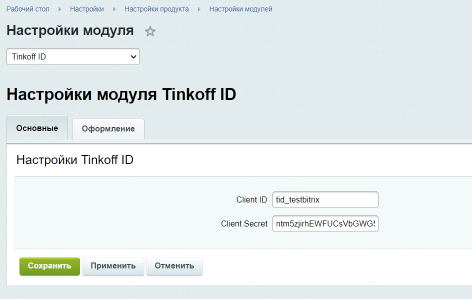 Рабочий стол Настройки Настройки продукта Настройки модулей
Настройки модуля
Tinkoff ID
Настройки модуля Tinkoff ID
Основные Оформление
Настройки Tinkoff ID
Client ID tid_testbitrix
Client Secret ntm5zjirhEWFUCsVbGWG5
Сохранить Применить Отменить